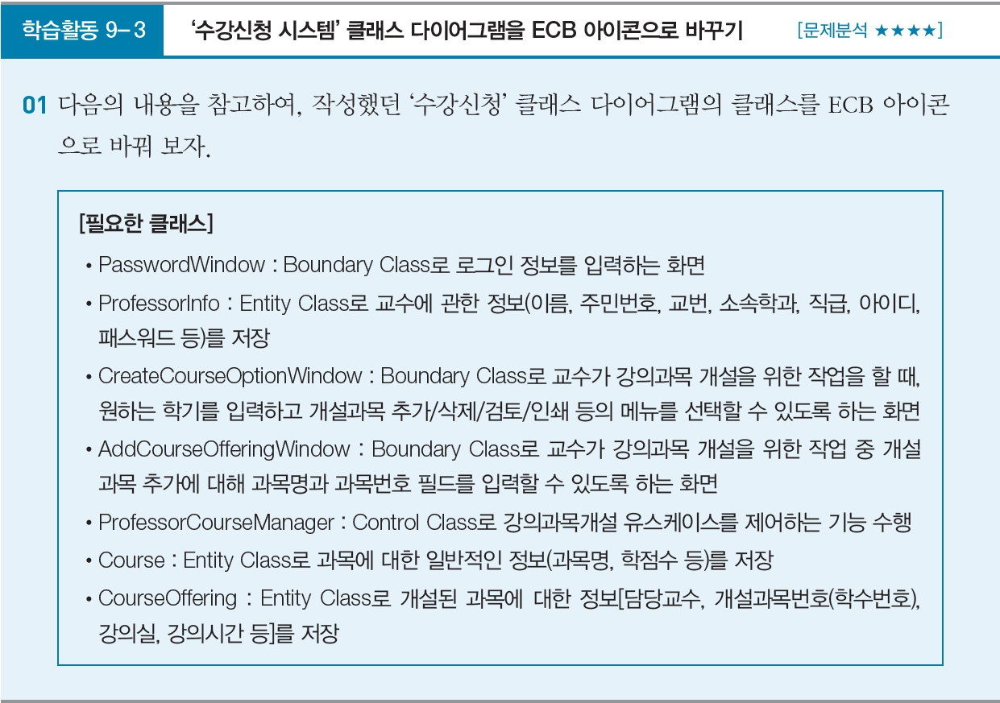 학습활동 9-3 '수강신청 시스템' 클래스 다이어그램을 ECB 아이콘으로 바꾸기 [문제분석 ★★★★]
01 다음의 내용을 참고하여, 작성했던 '수강신청' 클래스 다이어그램의 클래스를 ECB 아이콘
으로 바꿔 보자.
[필요한 클래스]
• PasswordWindow : Boundary Class로 로그인 정보를 입력하는 화면
• ProfessorInfo : Entity Class로 교수에 관한 정보(이름, 주민번호, 교번, 소속학과, 직급, 아이디,
패스워드 등)를 저장
• CreateCourseOptionWindow : Boundary Class로 교수가 강의과목 개설을 위한 작업을 할 때,
원하는 학기를 입력하고 개설과목 추가/삭제/검토/인쇄 등의 메뉴를 선택할 수 있도록 하는 화면
• AddCourseOfferingWindow : Boundary Class로 교수가 강의과목 개설을 위한 작업 중 개설
과목 추가에 대해 과목명과 과목번호 필드를 입력할 수 있도록 하는 화면
• ProfessorCourseManager : Control Class로 강의과목개설 유스케이스를 제어하는 기능 수행
• Course : Entity Class로 과목에 대한 일반적인 정보(과목명, 학점수 등)를 저장
• CourseOffering : Entity Class로 개설된 과목에 대한 정보[담당교수, 개설과목번호(학수번호),
강의실, 강의시간 등]를 저장